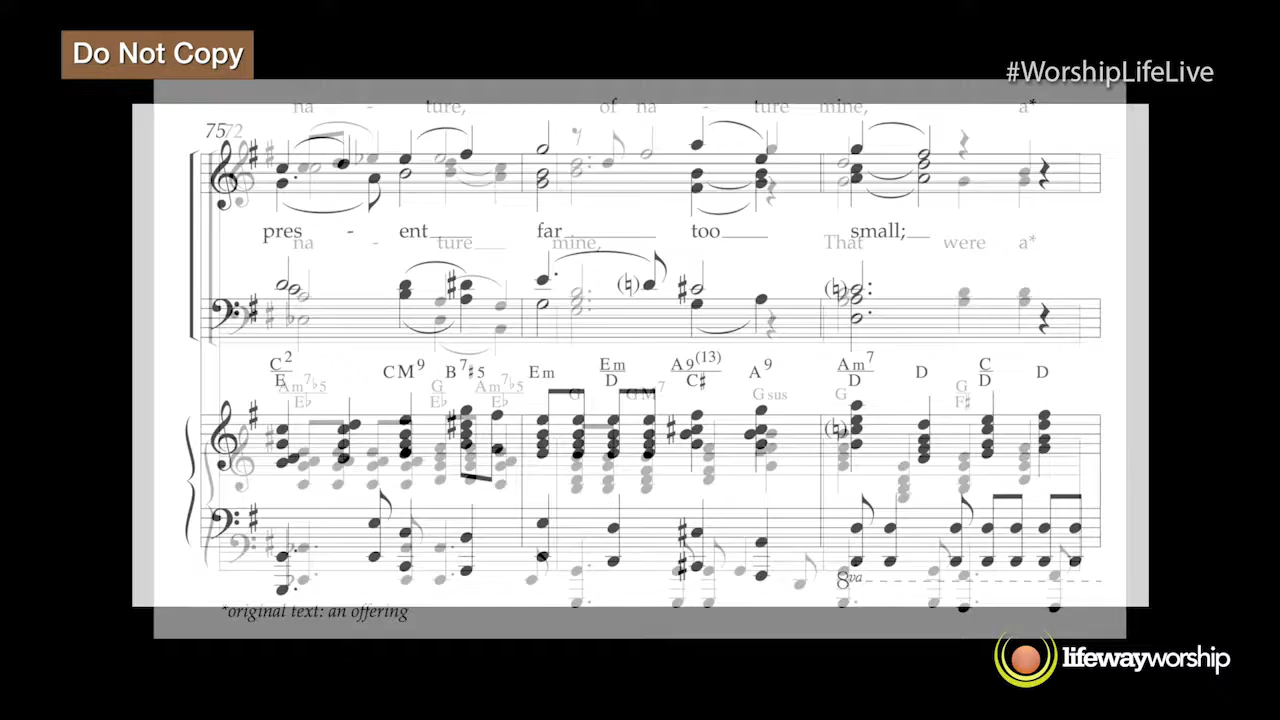 Do Not Copy
#WorshipLifeLive
na - ture, of na - ture mine, a*
75 72
pres - ent far too small;
na - ture mine, That were a*
C2/E CM9 B7♯5 Em Em/D A9(13)/C♯ A9 Am7/D D C/D D
Am7♭5/E♭ G/E♭ Am7♭5/E♭ G GM7 Gsus G G/F♯
8va
*original text: an offering
lifewayworship